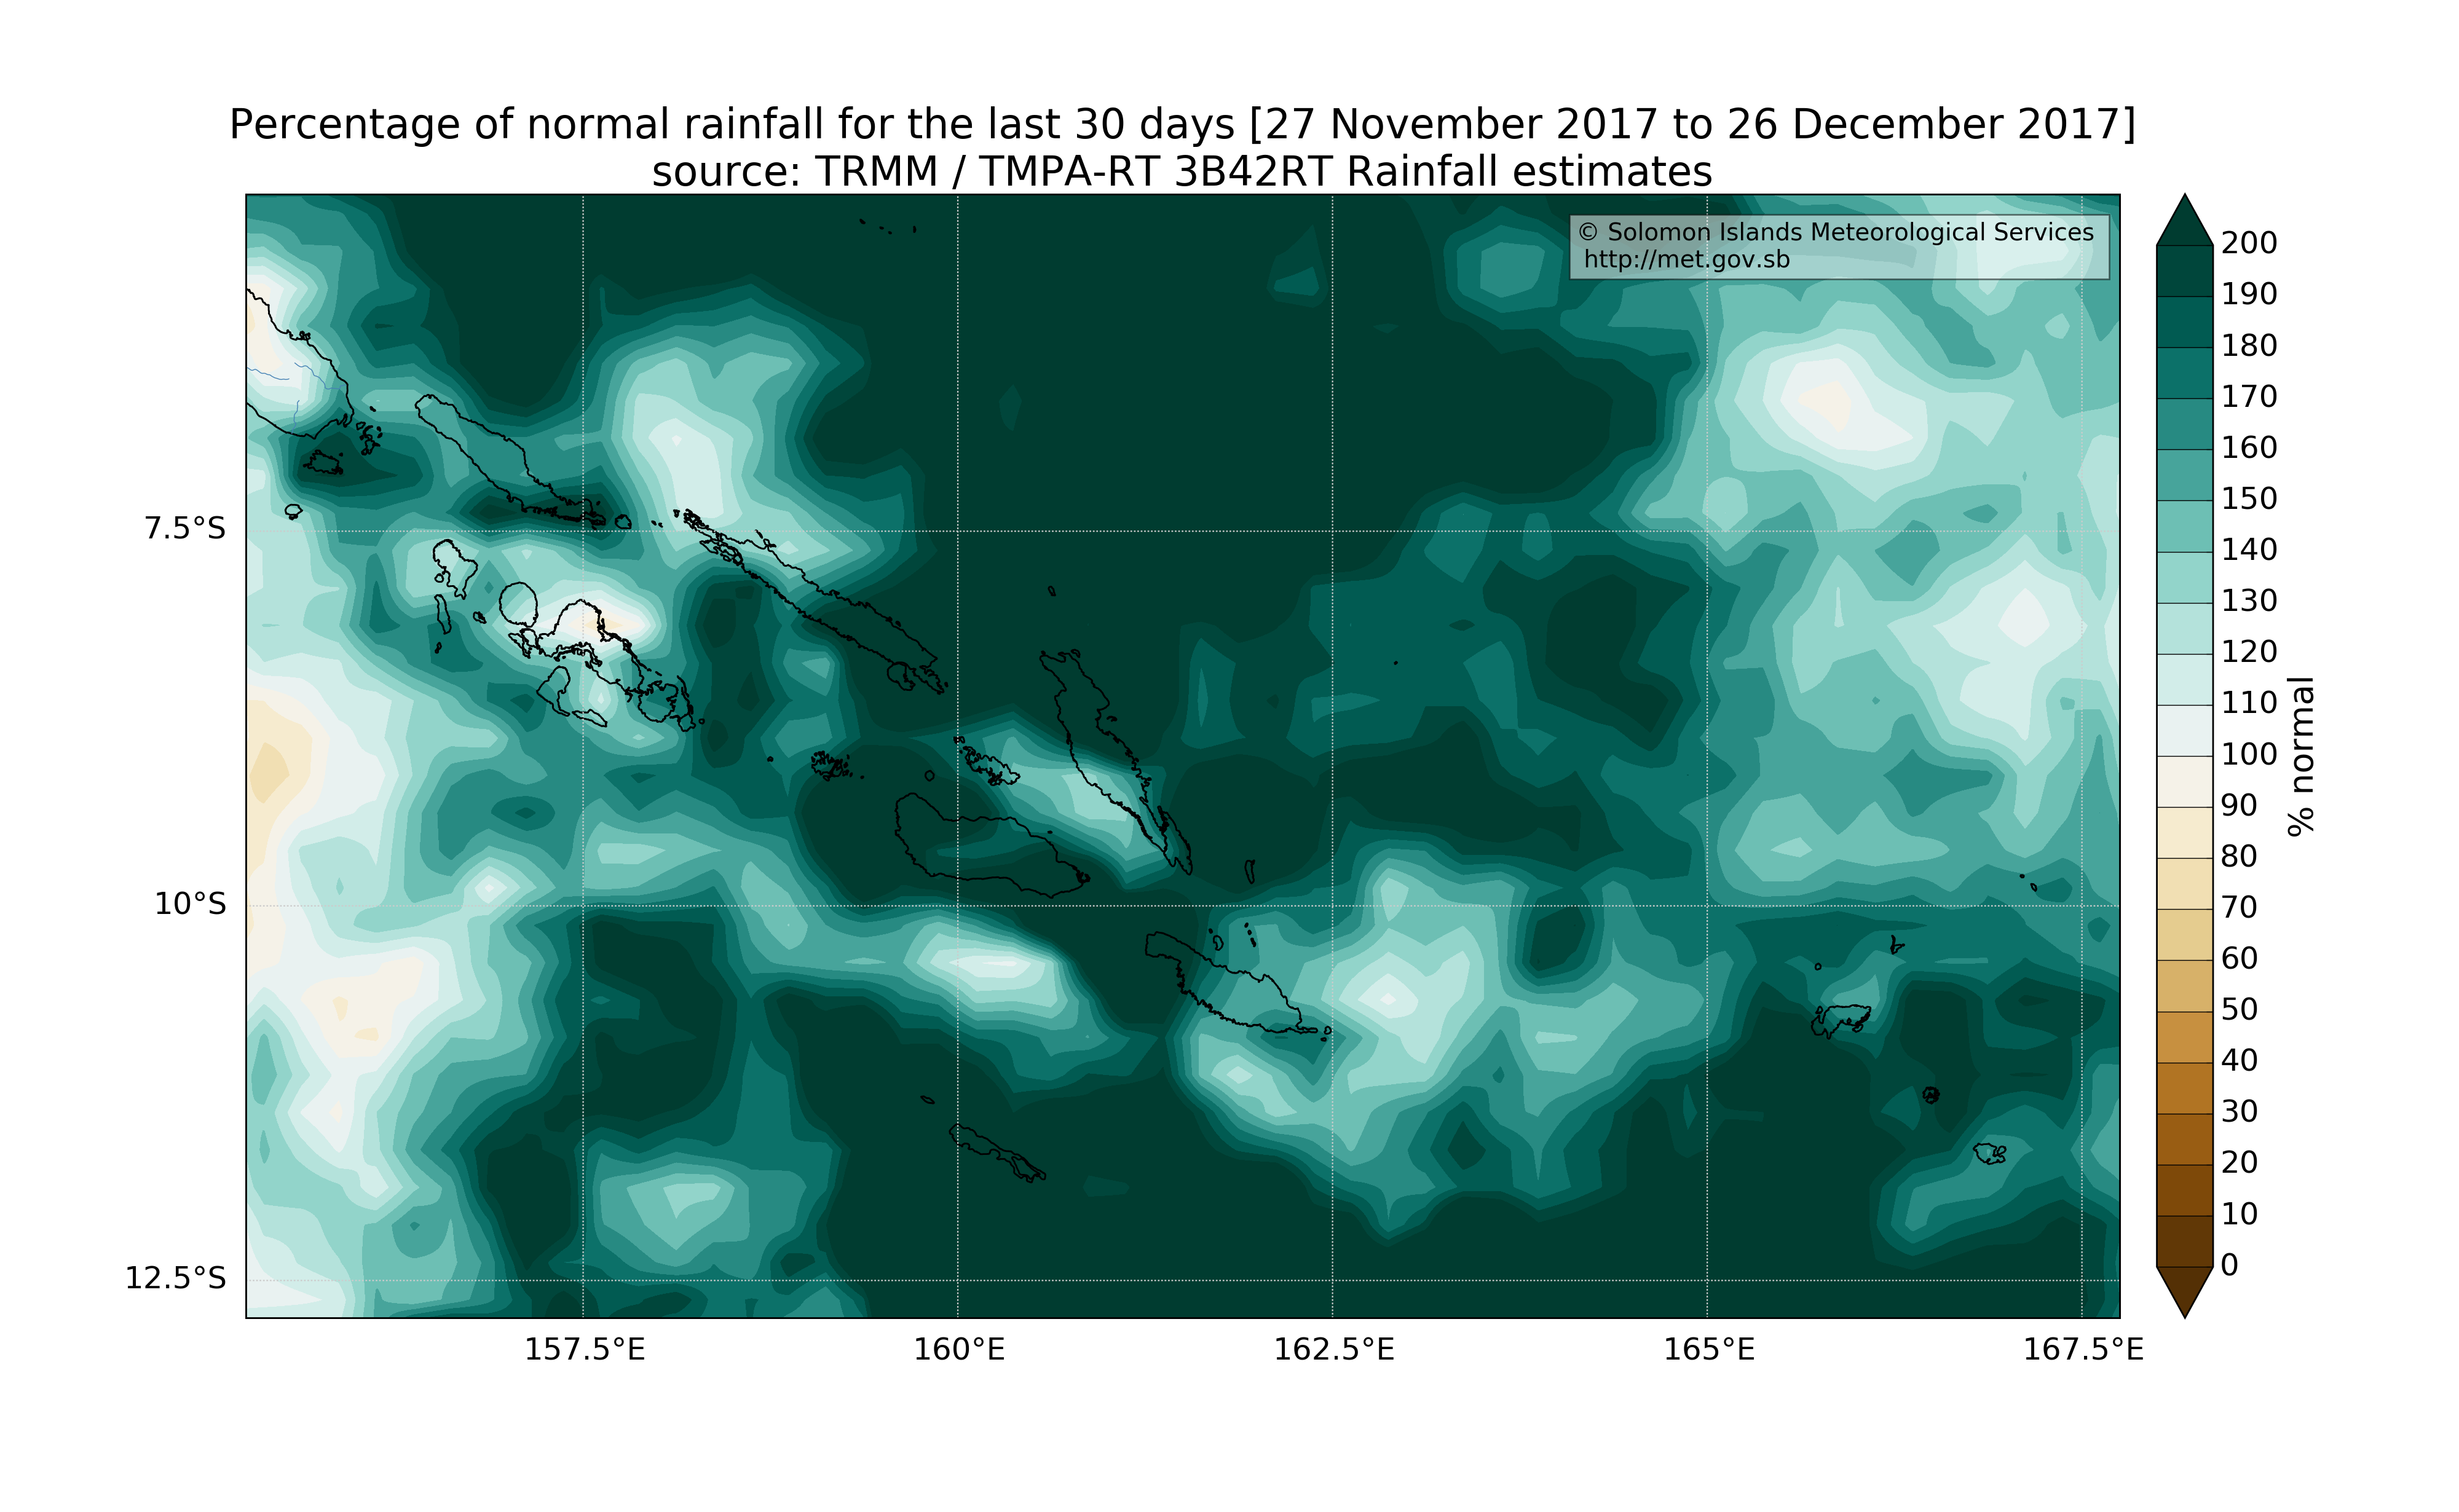 Percentage of normal rainfall for the last 30 days [27 November 2017 to 26 December 2017]
source: TRMM / TMPA-RT 3B42RT Rainfall estimates
© Solomon Islands Meteorological Services
http://met.gov.sb
7.5°S
10°S
12.5°S
157.5°E
160°E
162.5°E
165°E
167.5°E
200
190
180
170
160
150
140
130
120
110
100
90
80
70
60
50
40
30
20
10
0
% normal